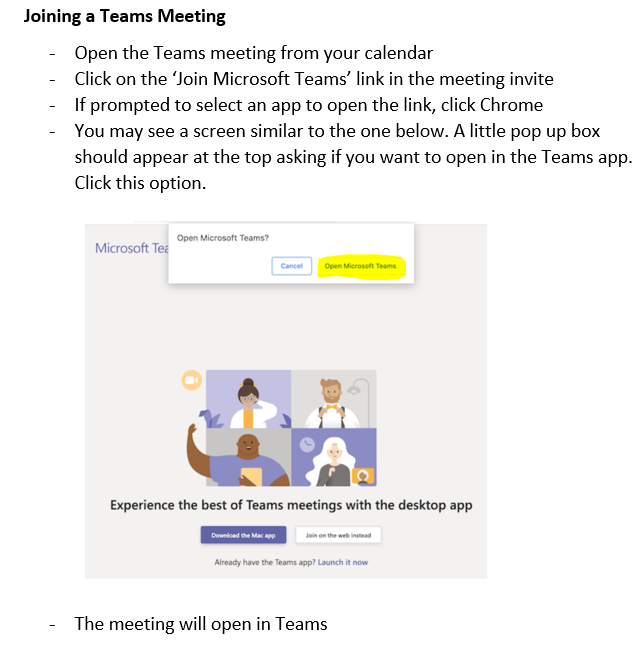 Joining a Teams Meeting
- Open the Teams meeting from your calendar
- Click on the ‘Join Microsoft Teams’ link in the meeting invite
- If prompted to select an app to open the link, click Chrome
- You may see a screen similar to the one below. A little pop up box
should appear at the top asking if you want to open in the Teams app.
Click this option.
Open Microsoft Teams?
Microsoft Tea
Cancel
Open Microsoft Teams
Experience the best of Teams meetings with the desktop app
Download the Mac app
Join on the web instead
Already have the Teams app? Launch it now
- The meeting will open in Teams